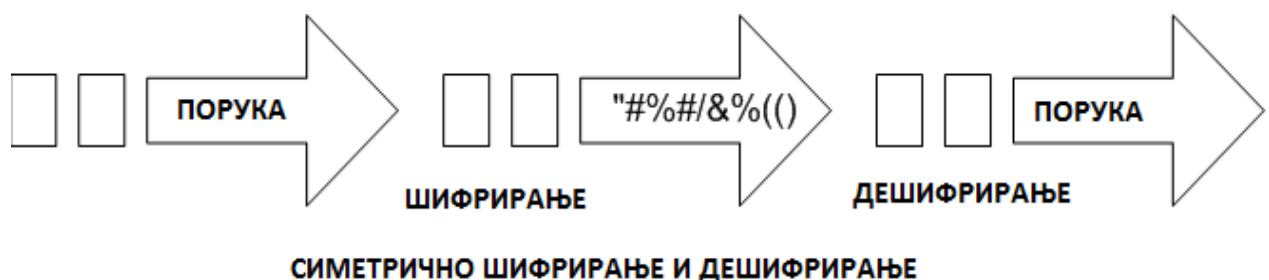 ПОРУКА
"#%#/&%(()
ПОРУКА
ШИФРИРАЊЕ
ДЕШИФРИРАЊЕ
СИМЕТРИЧНО ШИФРИРАЊЕ И ДЕШИФРИРАЊЕ